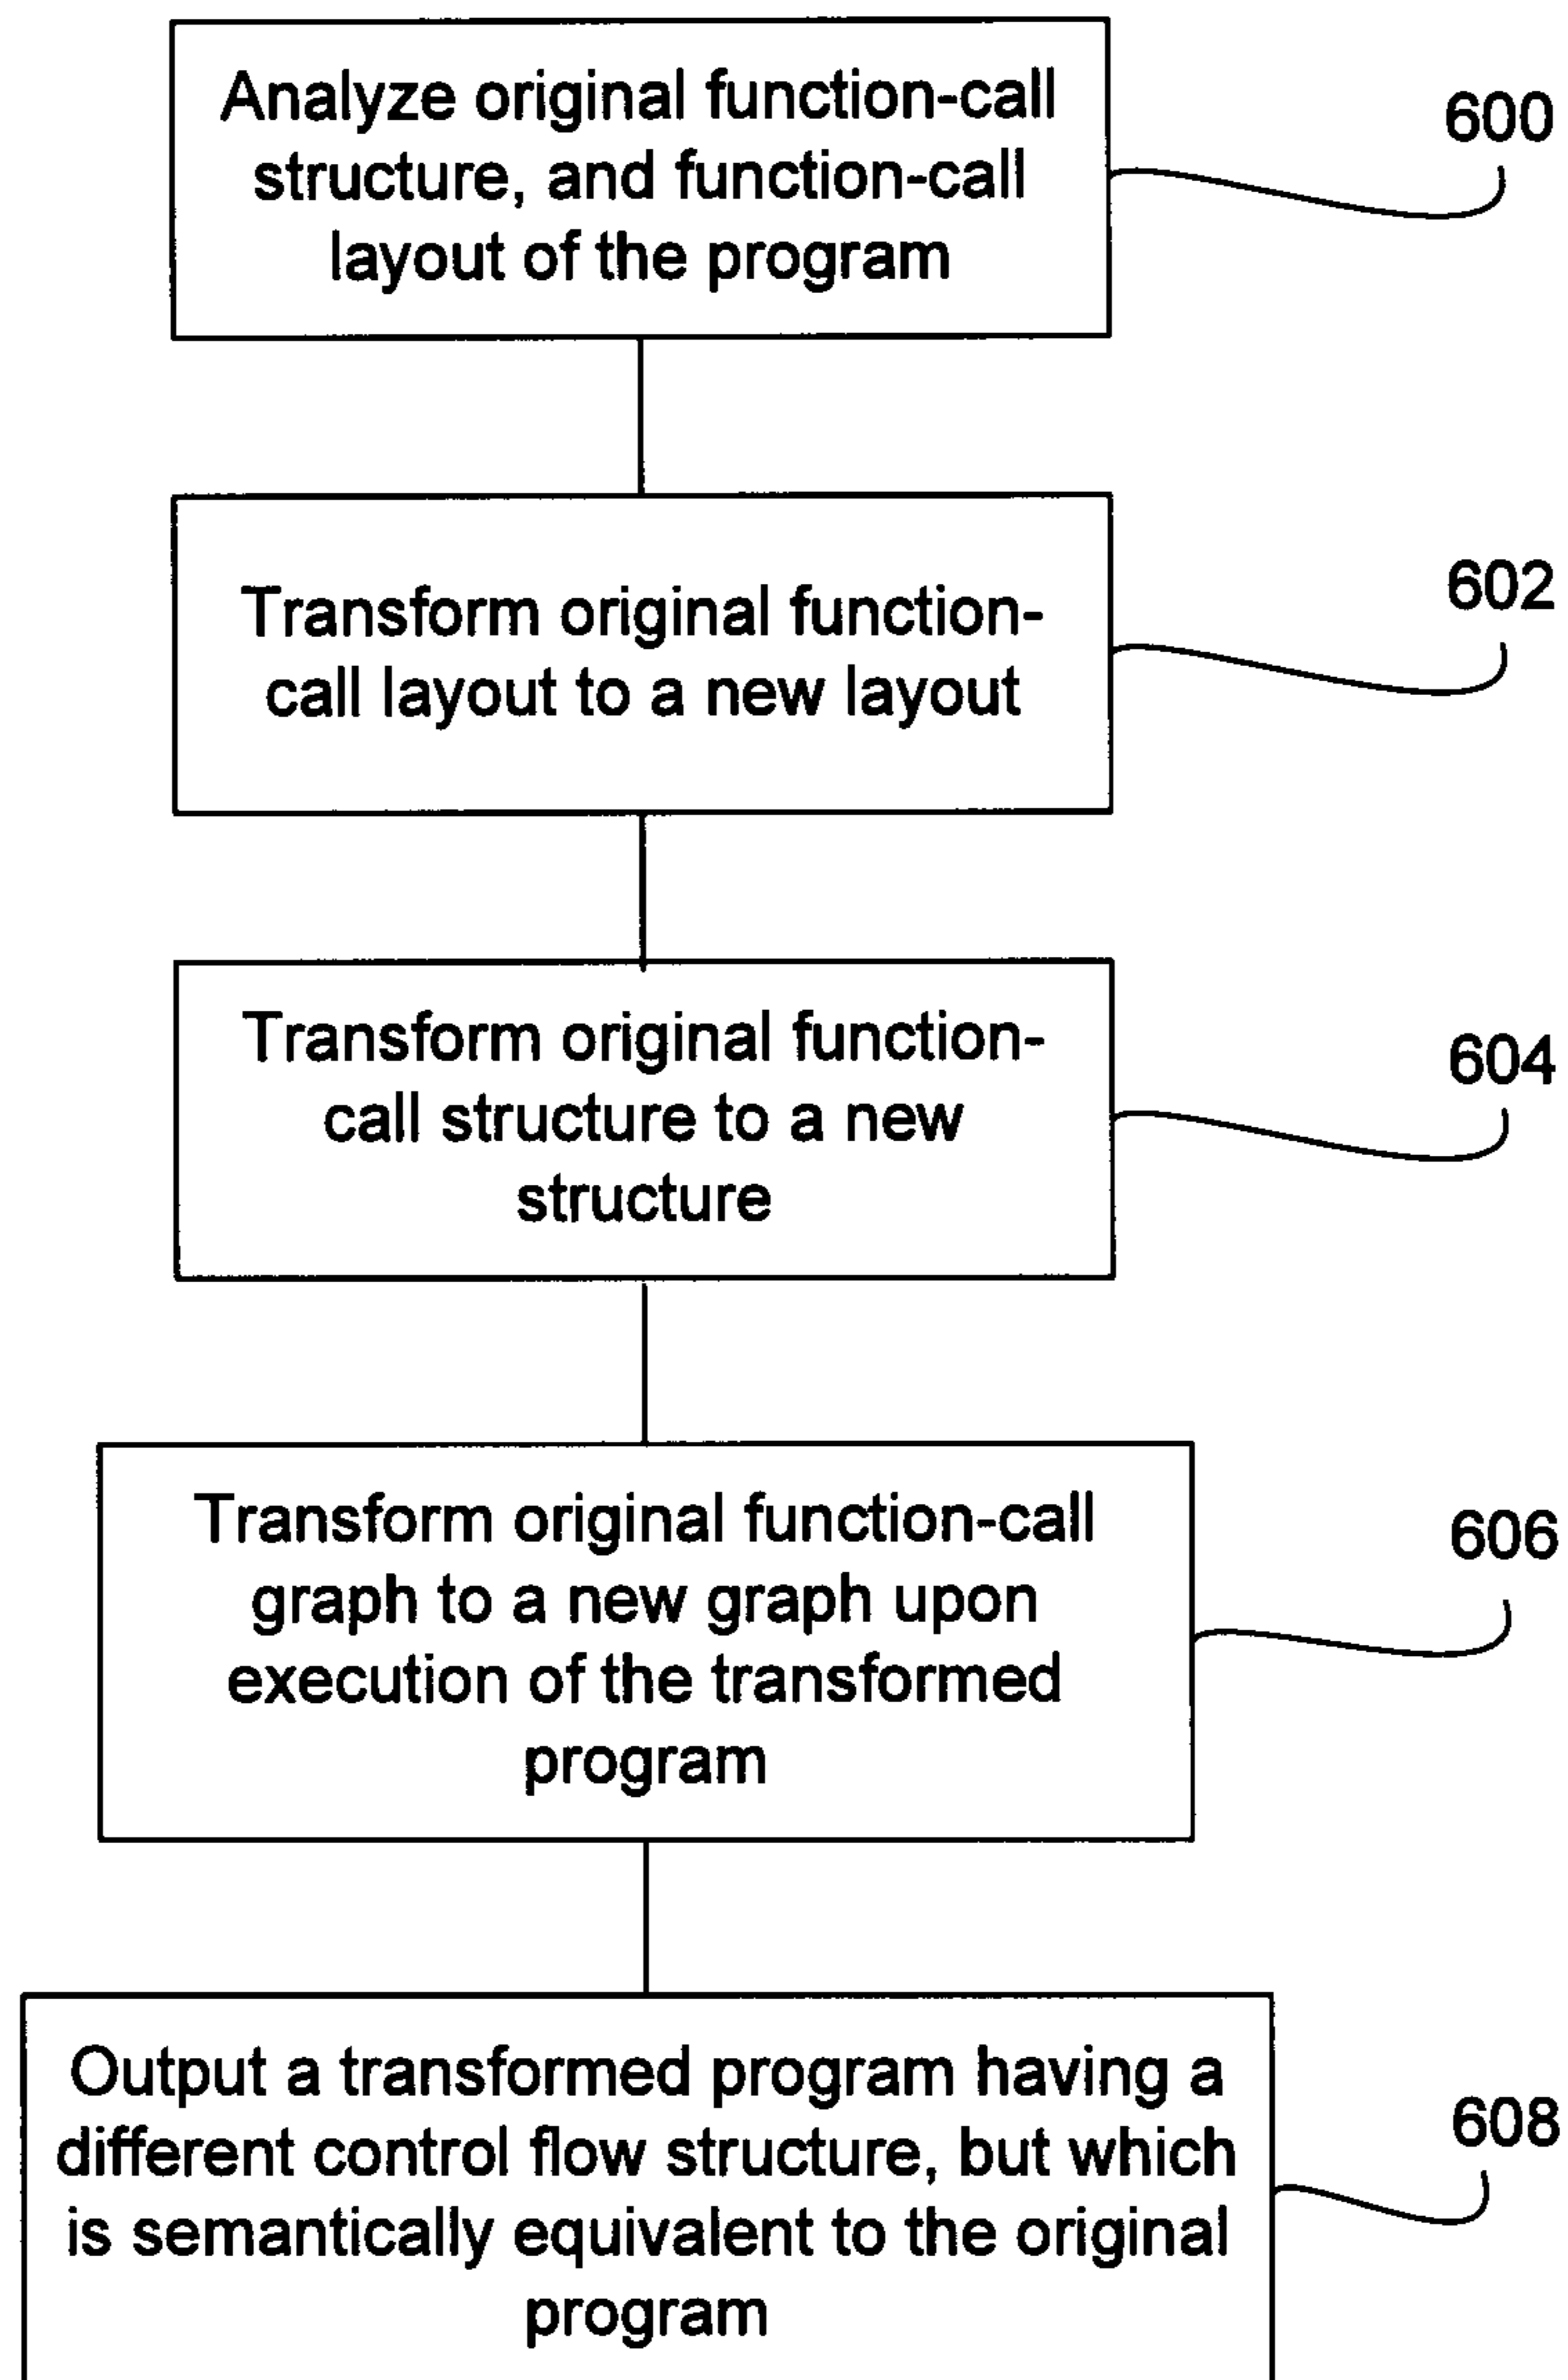 Analyze original function-call
structure, and function-call
layout of the program
600
Transform original function-
call layout to a new layout
602
Transform original function-
call structure to a new
structure
604
Transform original function-call
graph to a new graph upon
execution of the transformed
program
606
Output a transformed program having a
different control flow structure, but which
is semantically equivalent to the original
program
608